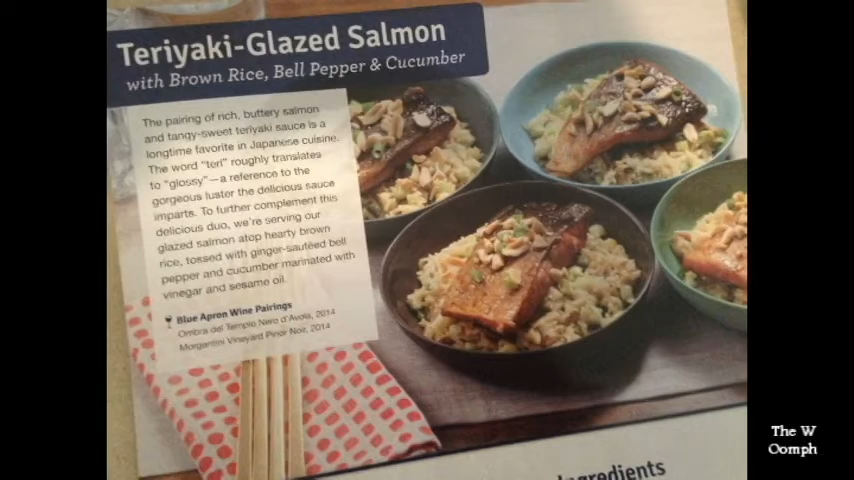 Teriyaki-Glazed Salmon
with Brown Rice, Bell Pepper & Cucumber
The pairing of rich, buttery salmon
and tangy-sweet teriyaki sauce is a
longtime favorite in Japanese cuisine.
The word "teri" roughly translates
to "glossy"—a reference to the
gorgeous luster the delicious sauce
imparts. To further complement this
delicious duo, we're serving our
glazed salmon atop hearty brown
rice, tossed with ginger-sautéed bell
pepper and cucumber marinated with
vinegar and sesame oil.
Blue Apron Wine Pairings
Ombra del Tempio Nero d'Avola, 2014
Morgantini Vineyard Pinot Noir, 2014
Ingredients
The W
Oomph